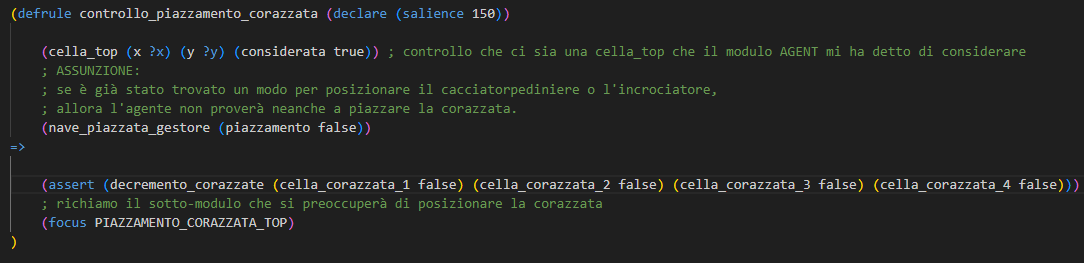 (defrule controllo_piazzamento_corazzata (declare (salience 150))
(cella_top (x ?x) (y ?y) (considerata true)) ; controllo che ci sia una cella_top che il modulo AGENT mi ha detto di considerare
; ASSUNZIONE:
; se è già stato trovato un modo per posizionare il cacciatorpediniere o l'incrociatore,
; allora l'agente non proverà neanche a piazzare la corazzata.
(nave_piazzata_gestore (piazzamento false))
=>
(assert (decremento_corazzate (cella_corazzata_1 false) (cella_corazzata_2 false) (cella_corazzata_3 false) (cella_corazzata_4 false)))
; richiamo il sotto-modulo che si preoccuperà di posizionare la corazzata
(focus PIAZZAMENTO_CORAZZATA_TOP)
)